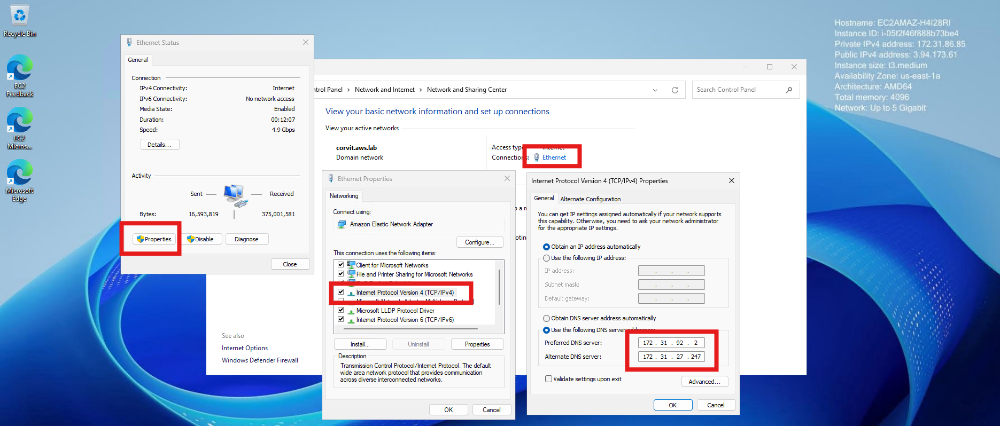 Recycle Bin
EC2
Feedback
EC2
Micros...
Microsoft
Edge
Hostname: EC2AMAZ-H4I28RI
Instance ID: i-05f2f46f888b73be4
Private IPv4 address: 172.31.86.85
Public IPv4 address: 3.94.173.61
Instance size: t3.medium
Availability Zone: us-east-1a
Architecture: AMD64
Total memory: 4096
Network: Up to 5 Gigabit
Ethernet Status
General
Connection
IPv4 Connectivity: Internet
IPv6 Connectivity: No network access
Media State: Enabled
Duration: 00:12:07
Speed: 4.9 Gbps
Details...
Activity
Sent Received
Bytes: 16,593,819 375,001,581
Properties Disable Diagnose
Close
ntrol Panel > Network and Internet > Network and Sharing Center
Search Control Panel
View your basic network information and set up connections
View your active networks
corvit.aws.lab
Domain network
Access type: Internet
Connections: Ethernet
See also
Internet Options
Windows Defender Firewall
Ethernet Properties
Networking
Connect using:
Amazon Elastic Network Adapter
Configure...
This connection uses the following items:
Client for Microsoft Networks
File and Printer Sharing for Microsoft Networks
Internet Protocol Version 4 (TCP/IPv4)
Microsoft LLDP Protocol Driver
Internet Protocol Version 6 (TCP/IPv6)
Install... Uninstall Properties
Description
Transmission Control Protocol/Internet Protocol. The default
wide area network protocol that provides communication
across diverse interconnected networks.
OK Cancel
Internet Protocol Version 4 (TCP/IPv4) Properties
General Alternate Configuration
You can get IP settings assigned automatically if your network supports
this capability. Otherwise, you need to ask your network administrator
for the appropriate IP settings.
Obtain an IP address automatically
Use the following IP address:
IP address: . . .
Subnet mask: . . .
Default gateway: . . .
Obtain DNS server address automatically
Use the following DNS server addresses:
Preferred DNS server: 172 . 31 . 92 . 2
Alternate DNS server: 172 . 31 . 27 . 247
Validate settings upon exit
Advanced...
OK Cancel